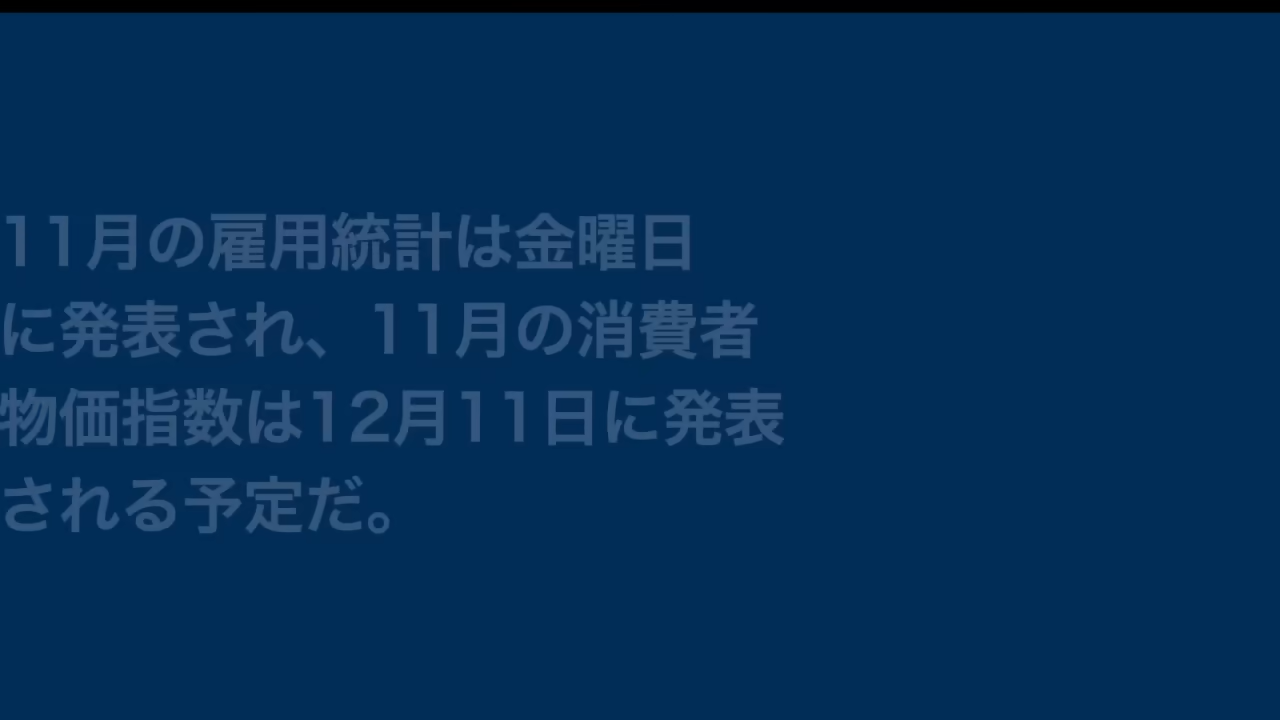 11月の雇用統計は金曜日
に発表され、11月の消費者
物価指数は12月11日に発表
される予定だ。